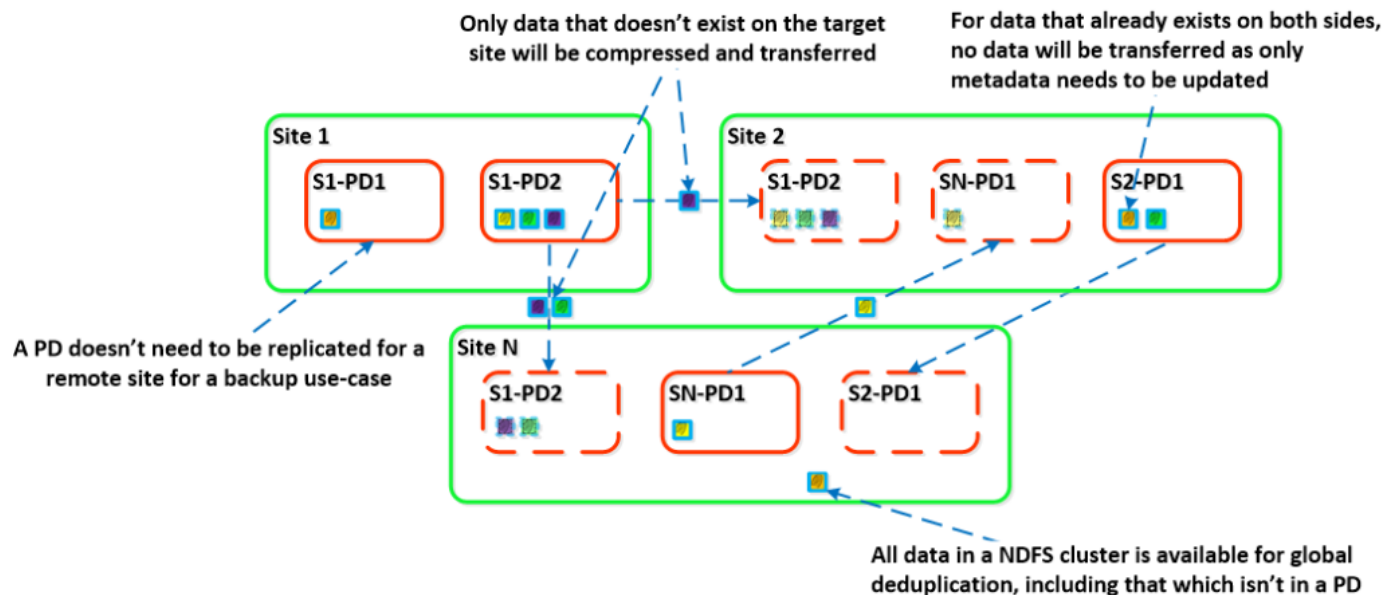 Only data that doesn't exist on the target
site will be compressed and transferred
For data that already exists on both sides,
no data will be transferred as only
metadata needs to be updated
Site 1
S1-PD1
S1-PD2
Site 2
S1-PD2
SN-PD1
S2-PD1
A PD doesn't need to be replicated for a
remote site for a backup use-case
Site N
S1-PD2
SN-PD1
S2-PD1
All data in a NDFS cluster is available for global
deduplication, including that which isn't in a PD